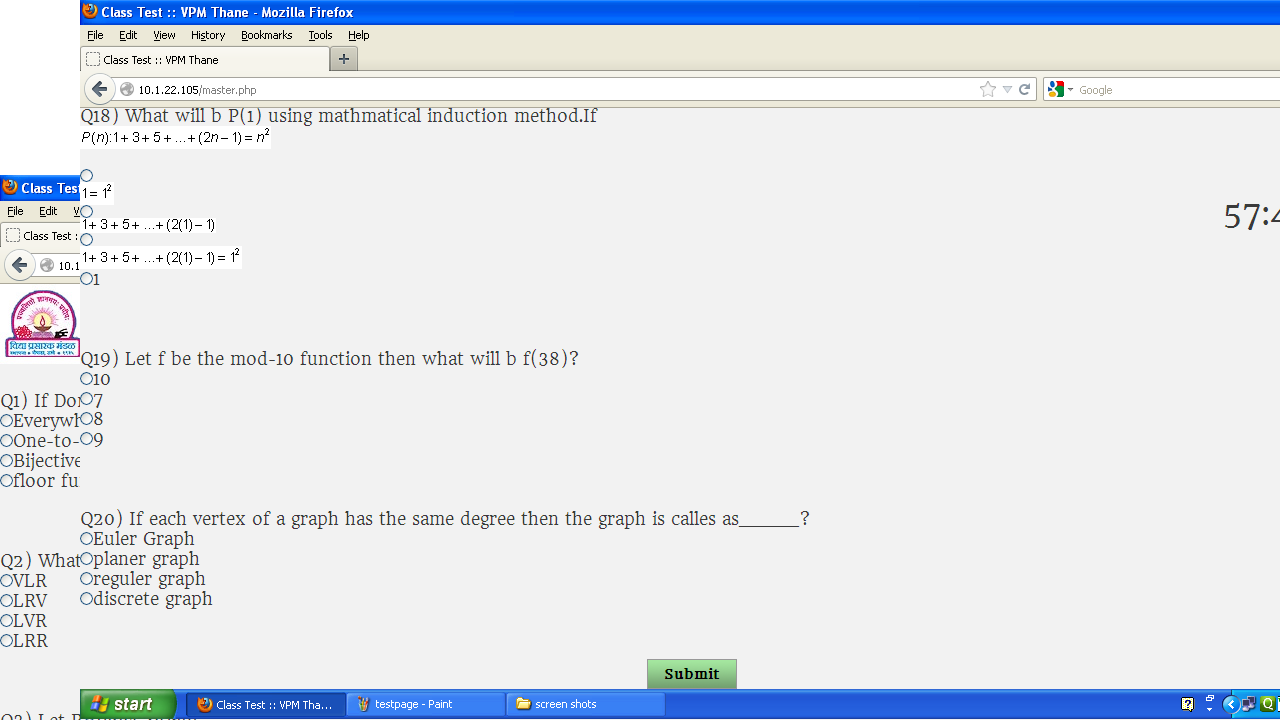 Class Test :: VPM Thane - Mozilla Firefox
File Edit View History Bookmarks Tools Help
Class Test :: VPM Thane
10.1.22.105/master.php
Google
Q18) What will b P(1) using mathmatical induction method.If
P(n):1+ 3+ 5+ ...+ (2n − 1) = n²
1= 1²
1+ 3 + 5+ ...+ (2(1) − 1)
1+ 3 + 5+ ...+ (2(1) − 1) = 1²
1
57:4
Q19) Let f be the mod-10 function then what will b f(38)?
10
7
8
9
Q20) If each vertex of a graph has the same degree then the graph is calles as______?
Euler Graph
planer graph
reguler graph
discrete graph
Submit
start
Class Test :: VPM Tha...
testpage - Paint
screen shots
Class Test
File Edit
Class Test :
10.1
विद्या प्रसारक मंडळ
Q1) If Do
Everywh
One-to-
Bijective
floor fu
Q2) What
VLR
LRV
LVR
LRR